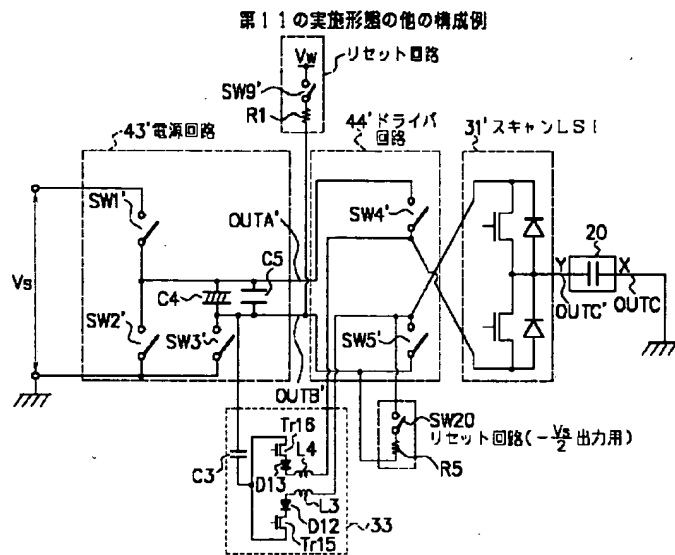 第11の実施形態の他の構成例
リセット回路
Vw
SW9'
R1
43'電源回路
44'ドライバ
回路
31'スキャンLSI
SW1'
SW4'
OUTA'
C5
C4
Vs
SW2'
SW3'
SW5'
OUTB'
20
Y
X
OUTC
OUTC'
Tr16
L4
C3
D13
L3
D12
Tr15
33
SW20
リセット回路(-Vs/2出力用)
R5